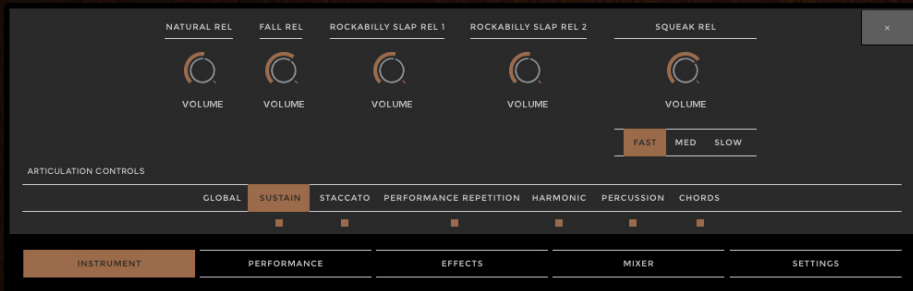 NATURAL REL FALL REL ROCKABILLY SLAP REL 1 ROCKABILLY SLAP REL 2 SQUEAK REL ×
VOLUME VOLUME VOLUME VOLUME VOLUME
FAST MED SLOW
ARTICULATION CONTROLS
GLOBAL SUSTAIN STACCATO PERFORMANCE REPETITION HARMONIC PERCUSSION CHORDS
INSTRUMENT PERFORMANCE EFFECTS MIXER SETTINGS